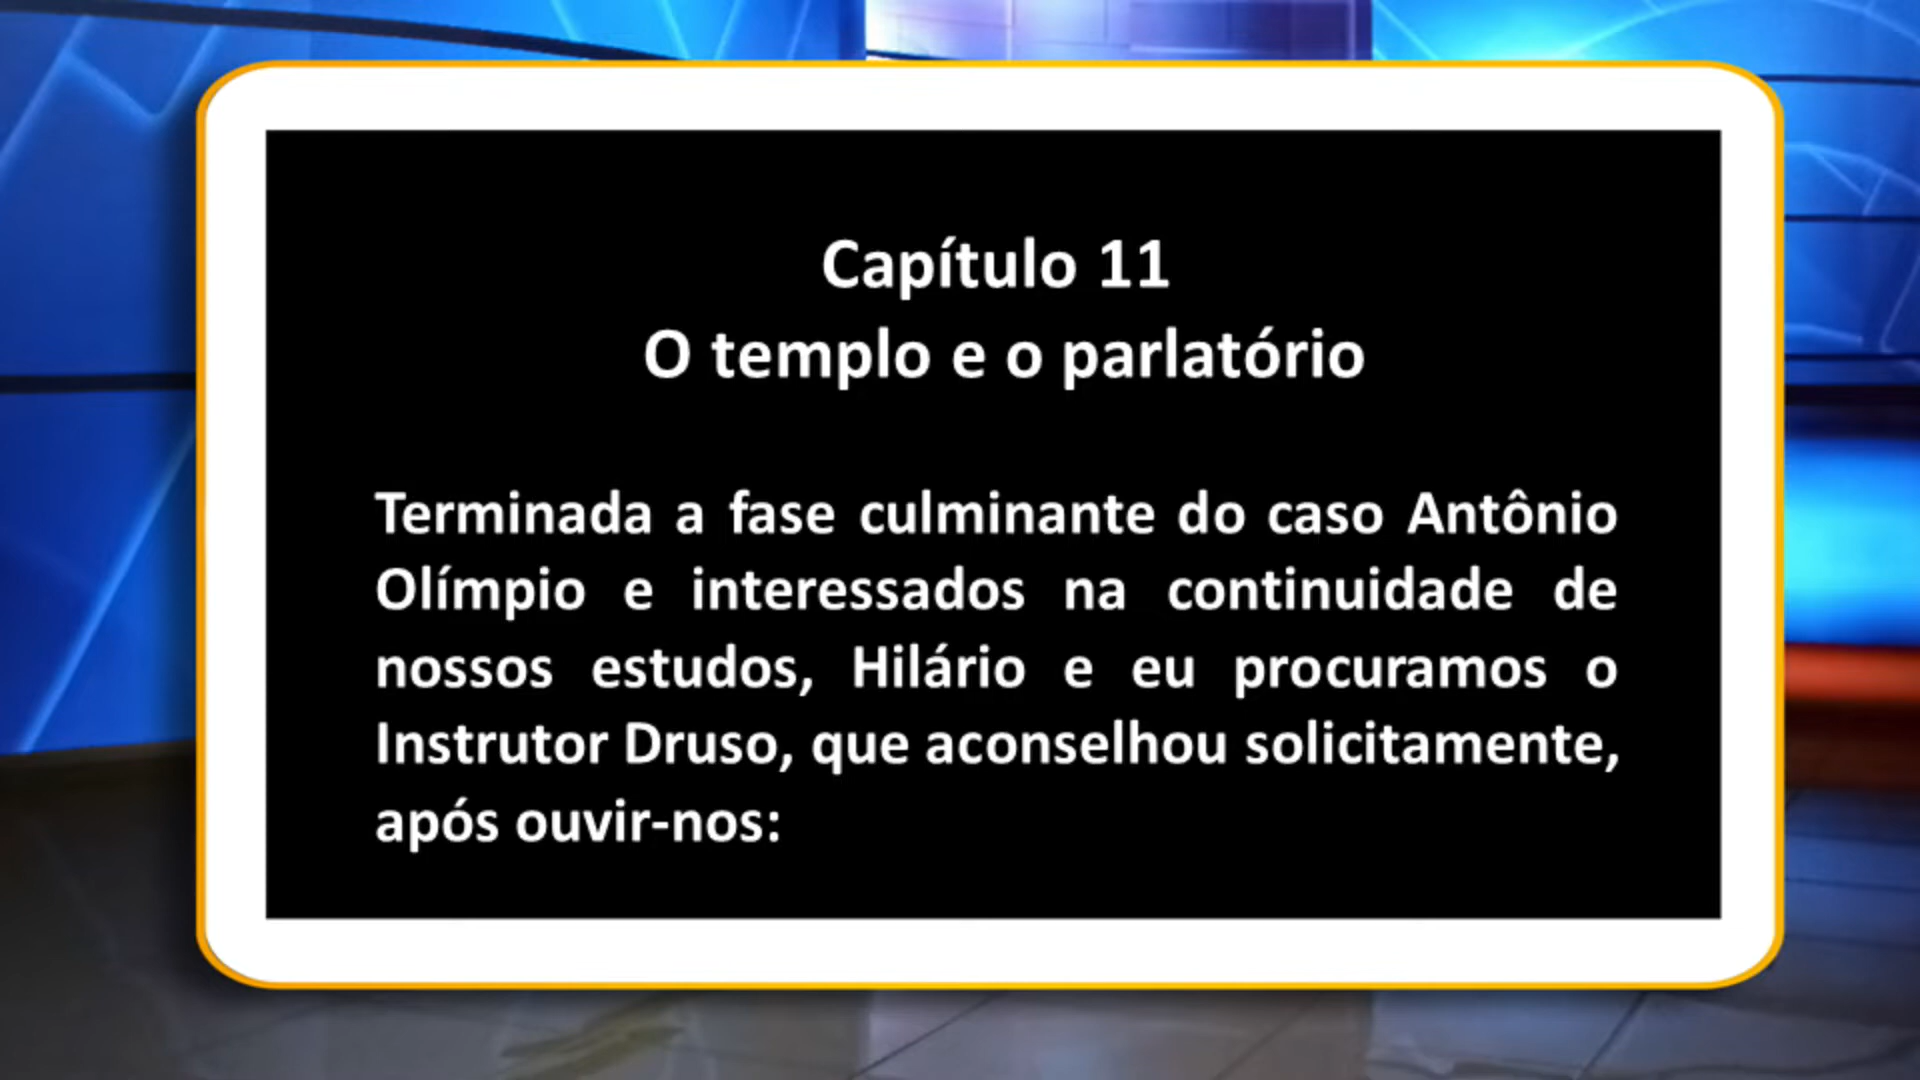 Capítulo 11
O templo e o parlatório
Terminada a fase culminante do caso Antônio
Olímpio e interessados na continuidade de
nossos estudos, Hilário e eu procuramos o
Instrutor Druso, que aconselhou solicitamente,
após ouvir-nos: